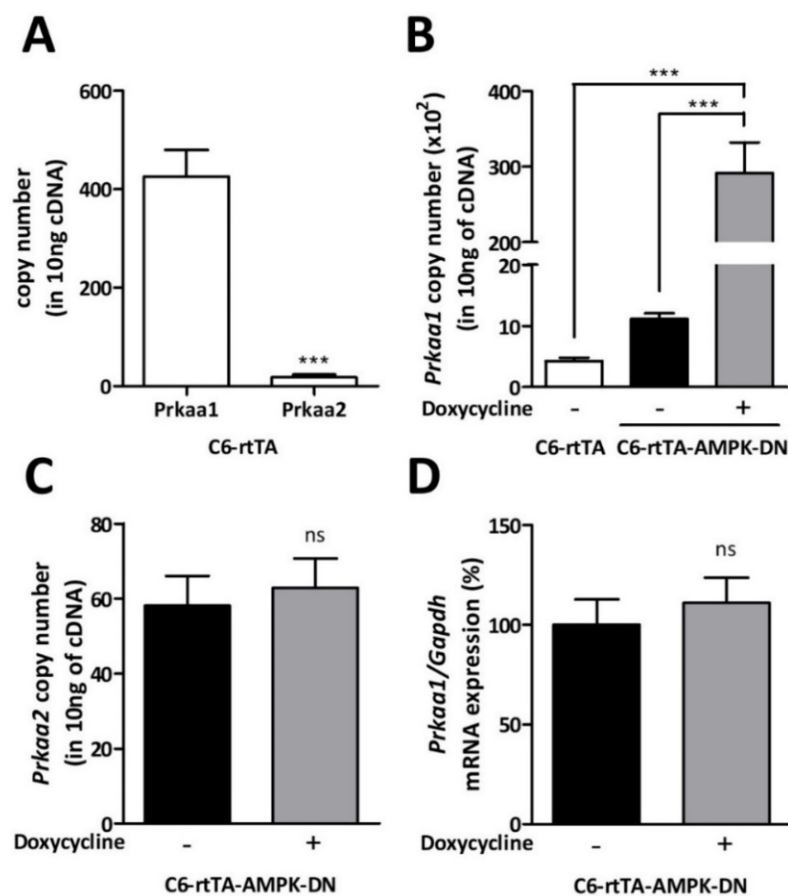 A
copy number
(in 10ng cDNA)
600
400
200
0
***
Prkaa1 Prkaa2
C6-rtTA
B
Prkaa1 copy number (x10²)
(in 10ng of cDNA)
400
300
200
20
10
0
***
***
Doxycycline - - +
C6-rtTA C6-rtTA-AMPK-DN
C
Prkaa2 copy number
(in 10ng of cDNA)
80
60
40
20
0
ns
Doxycycline - +
C6-rtTA-AMPK-DN
D
Prkaa1/Gapdh
mRNA expression (%)
150
100
50
0
ns
Doxycycline - +
C6-rtTA-AMPK-DN